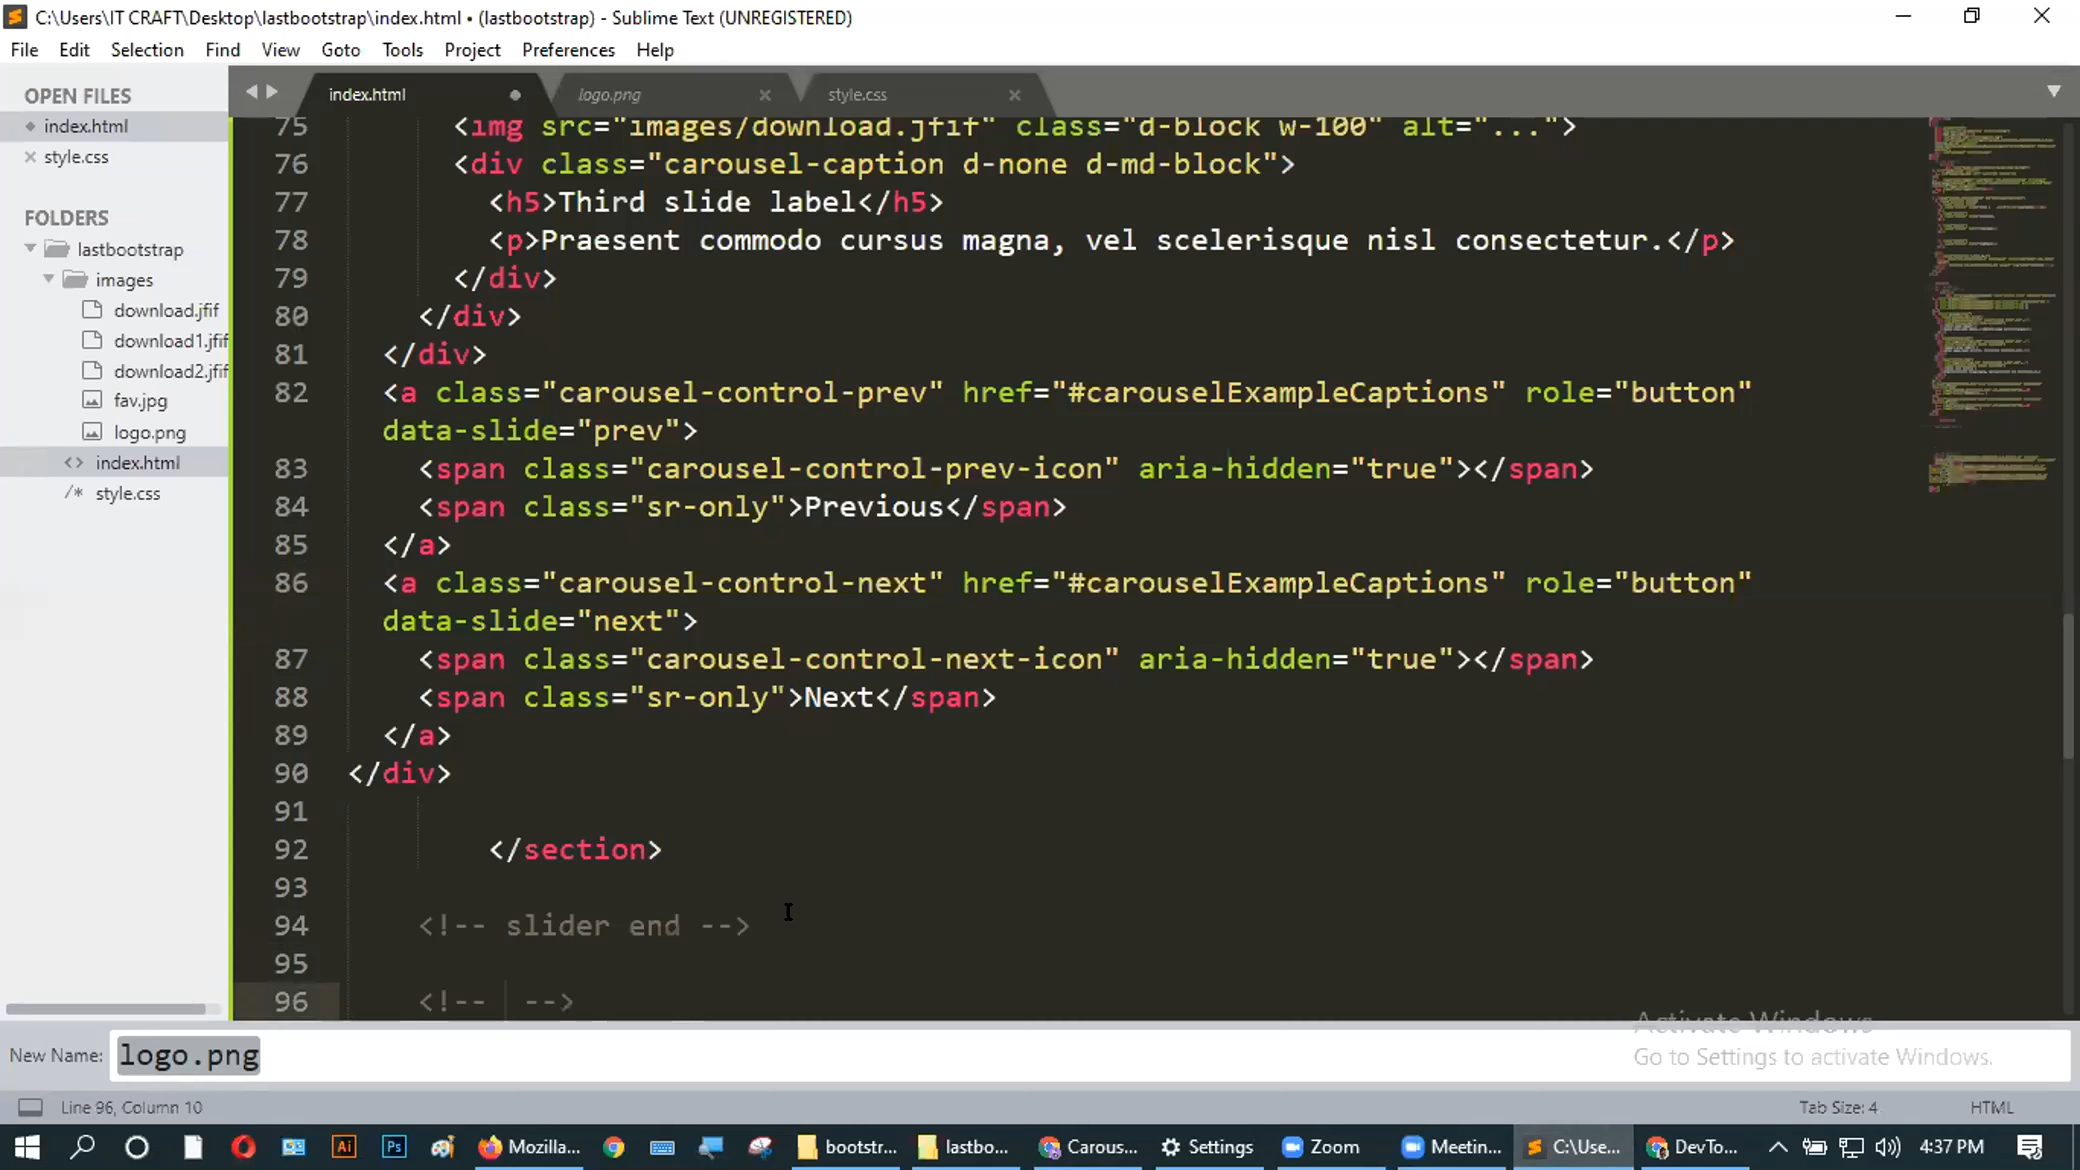 C:\Users\IT CRAFT\Desktop\lastbootstrap\index.html • (lastbootstrap) - Sublime Text (UNREGISTERED)
File Edit Selection Find View Goto Tools Project Preferences Help
OPEN FILES
index.html
style.css
FOLDERS
lastbootstrap
images
download.jfif
download1.jfif
download2.jfif
fav.jpg
logo.png
<> index.html
/* style.css
index.html logo.png style.css
75 <img src="images/download.jfif" class="d-block w-100" alt="...">
76 <div class="carousel-caption d-none d-md-block">
77 <h5>Third slide label</h5>
78 <p>Praesent commodo cursus magna, vel scelerisque nisl consectetur.</p>
79 </div>
80 </div>
81 </div>
82 <a class="carousel-control-prev" href="#carouselExampleCaptions" role="button"
data-slide="prev">
83 <span class="carousel-control-prev-icon" aria-hidden="true"></span>
84 <span class="sr-only">Previous</span>
85 </a>
86 <a class="carousel-control-next" href="#carouselExampleCaptions" role="button"
data-slide="next">
87 <span class="carousel-control-next-icon" aria-hidden="true"></span>
88 <span class="sr-only">Next</span>
89 </a>
90 </div>
91
92 </section>
93
94 <!-- slider end -->
95
96 <!-- -->
Activate Windows
Go to Settings to activate Windows.
New Name: logo.png
Line 96, Column 10 Tab Size: 4 HTML
Ai Ps Mozilla... bootstr... lastbo... Carous... Settings Zoom Meetin... C:\Use... DevTo... 4:37 PM